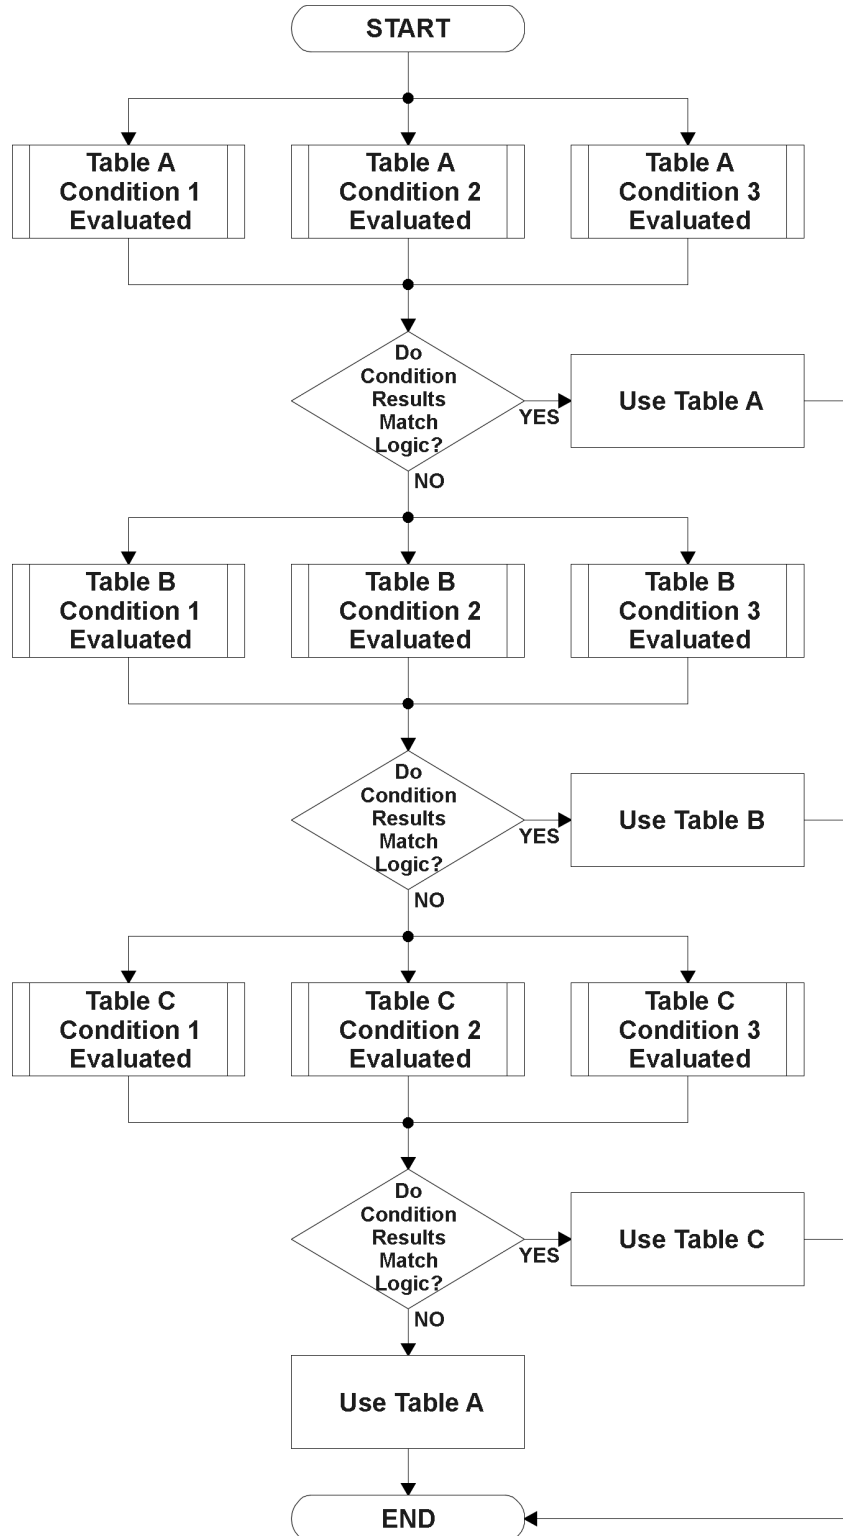 START
Table A
Condition 1
Evaluated
Table A
Condition 2
Evaluated
Table A
Condition 3
Evaluated
Do
Condition
Results
Match
Logic?
YES
Use Table A
NO
Table B
Condition 1
Evaluated
Table B
Condition 2
Evaluated
Table B
Condition 3
Evaluated
Do
Condition
Results
Match
Logic?
YES
Use Table B
NO
Table C
Condition 1
Evaluated
Table C
Condition 2
Evaluated
Table C
Condition 3
Evaluated
Do
Condition
Results
Match
Logic?
YES
Use Table C
NO
Use Table A
END